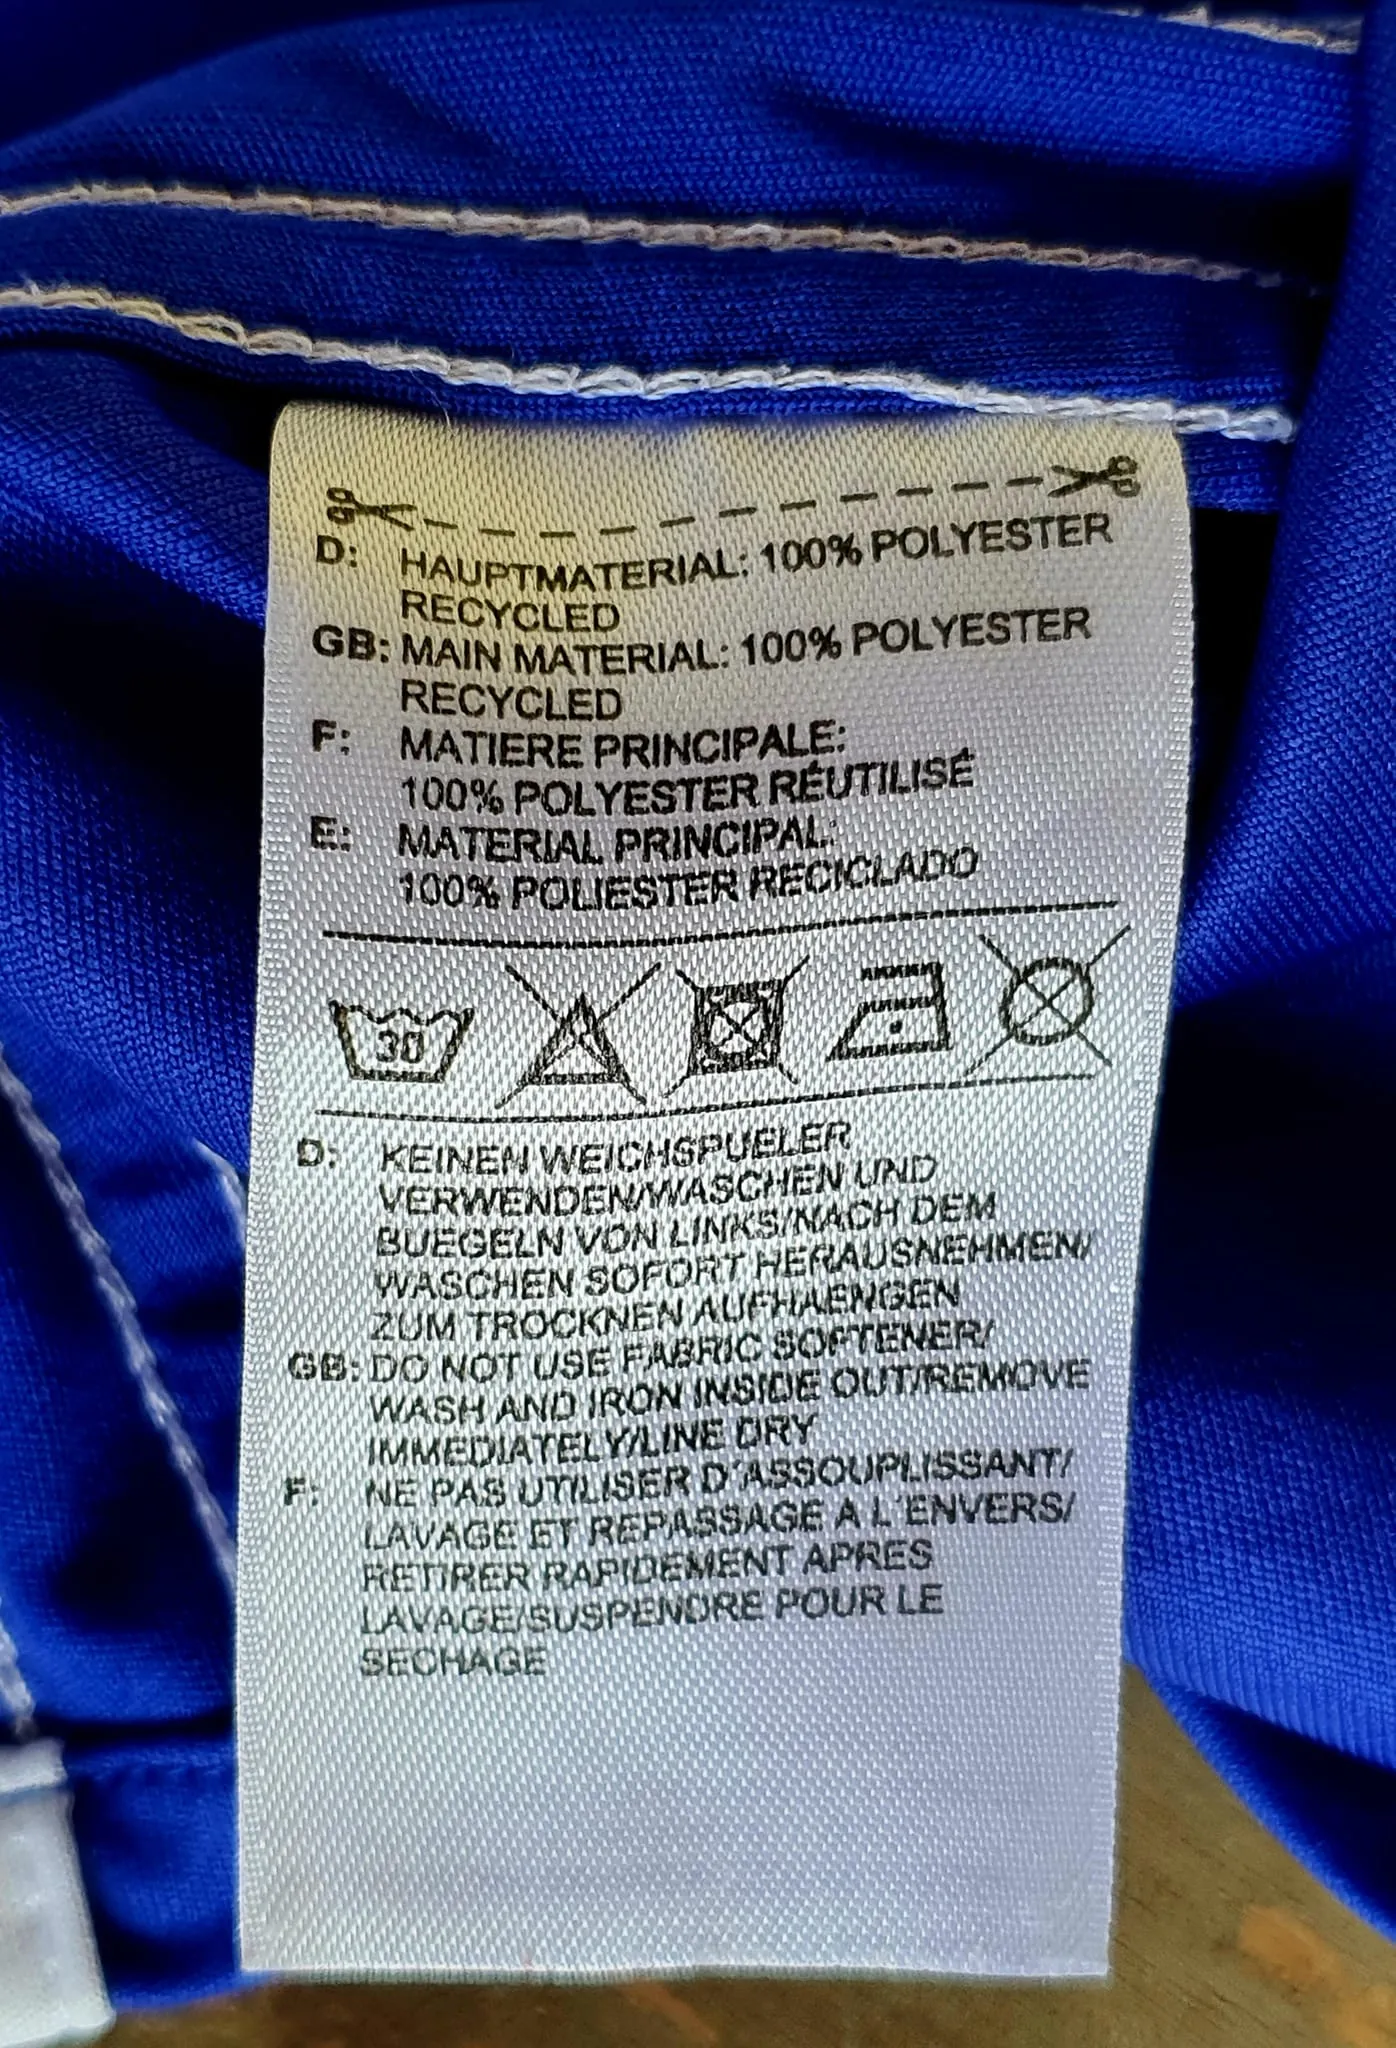 D: HAUPTMATERIAL: 100% POLYESTER
RECYCLED
GB: MAIN MATERIAL: 100% POLYESTER
RECYCLED
F: MATIERE PRINCIPALE:
100% POLYESTER RÉUTILISÉ
E: MATERIAL PRINCIPAL:
100% POLIESTER RECICLADO
30
D: KEINEN WEICHSPUELER
VERWENDEN/WASCHEN UND
BUEGELN VON LINKS/NACH DEM
WASCHEN SOFORT HERAUSNEHMEN/
ZUM TROCKNEN AUFHAENGEN
GB: DO NOT USE FABRIC SOFTENER/
WASH AND IRON INSIDE OUT/REMOVE
IMMEDIATELY/LINE DRY
F: NE PAS UTILISER D'ASSOUPLISSANT/
LAVAGE ET REPASSAGE A L'ENVERS/
RETIRER RAPIDEMENT APRES
LAVAGE/SUSPENDRE POUR LE
SECHAGE